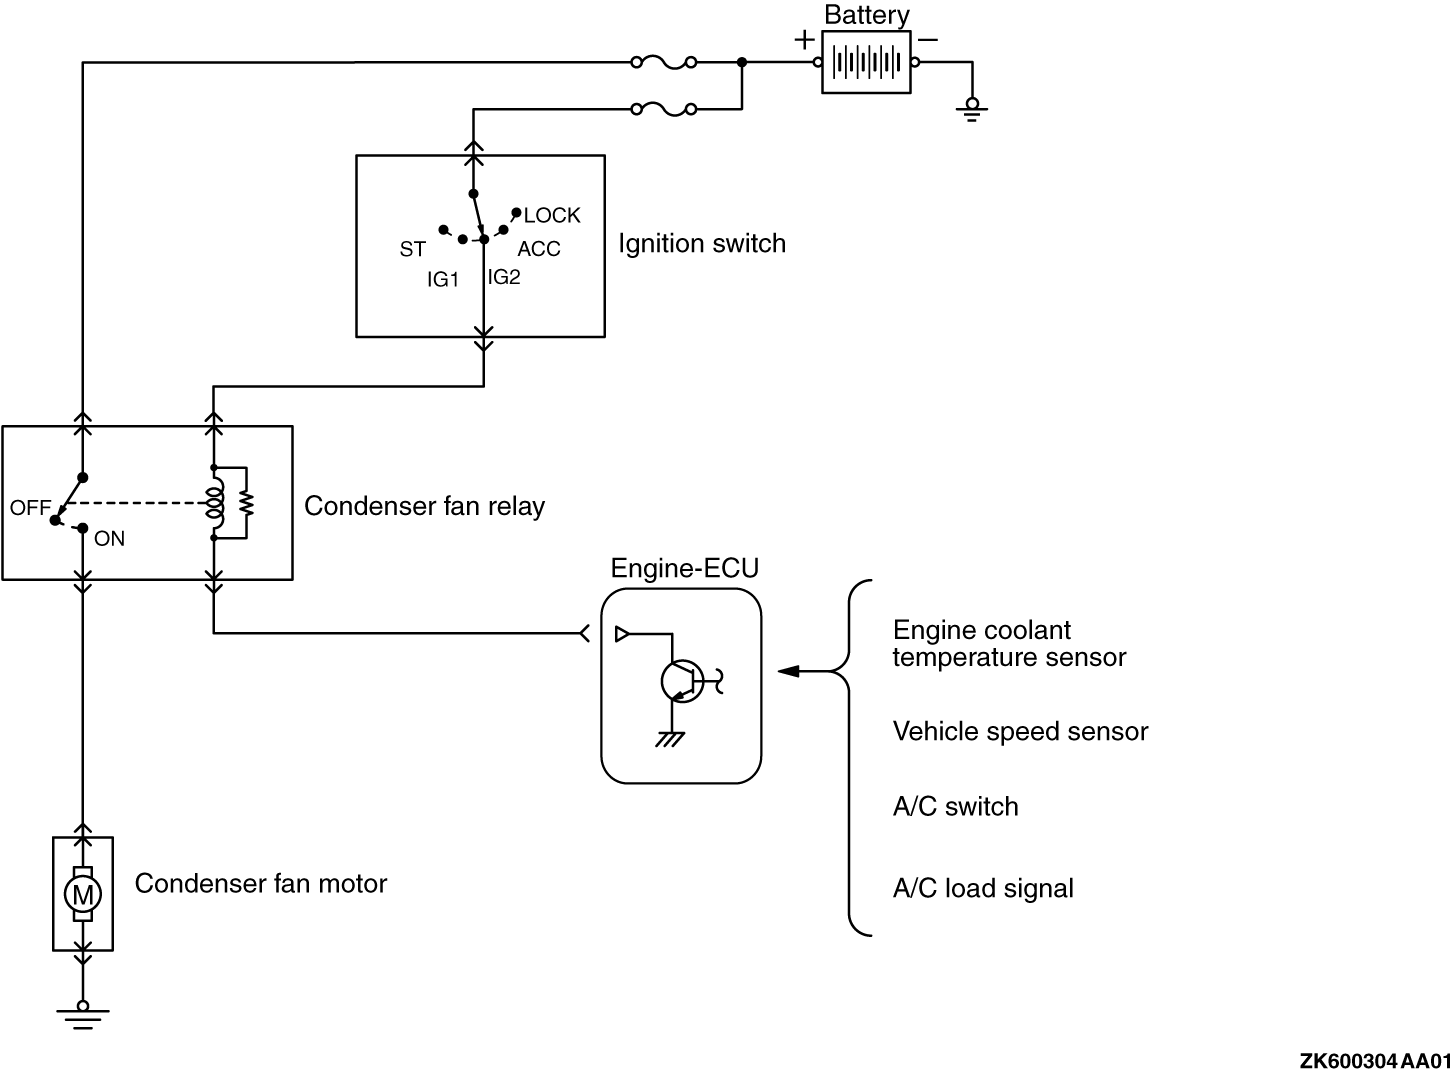 Battery
+ −
LOCK
ST
ACC
IG1
IG2
Ignition switch
OFF
ON
Condenser fan relay
Engine-ECU
Engine coolant
temperature sensor
Vehicle speed sensor
A/C switch
A/C load signal
M
Condenser fan motor
ZK600304AA01